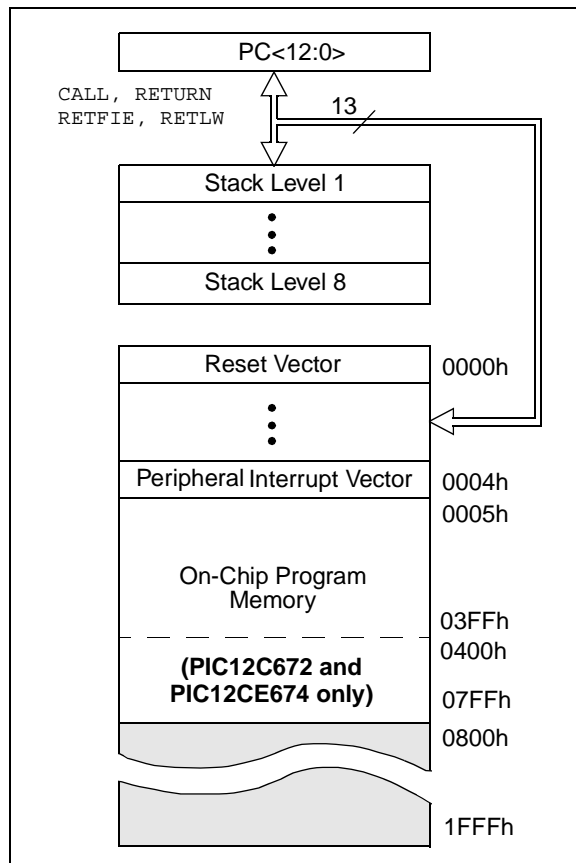 PC<12:0>
CALL, RETURN
RETFIE, RETLW
13
Stack Level 1
Stack Level 8
Reset Vector
0000h
Peripheral Interrupt Vector
0004h
0005h
On-Chip Program
Memory
03FFh
0400h
(PIC12C672 and
PIC12CE674 only)
07FFh
0800h
1FFFh